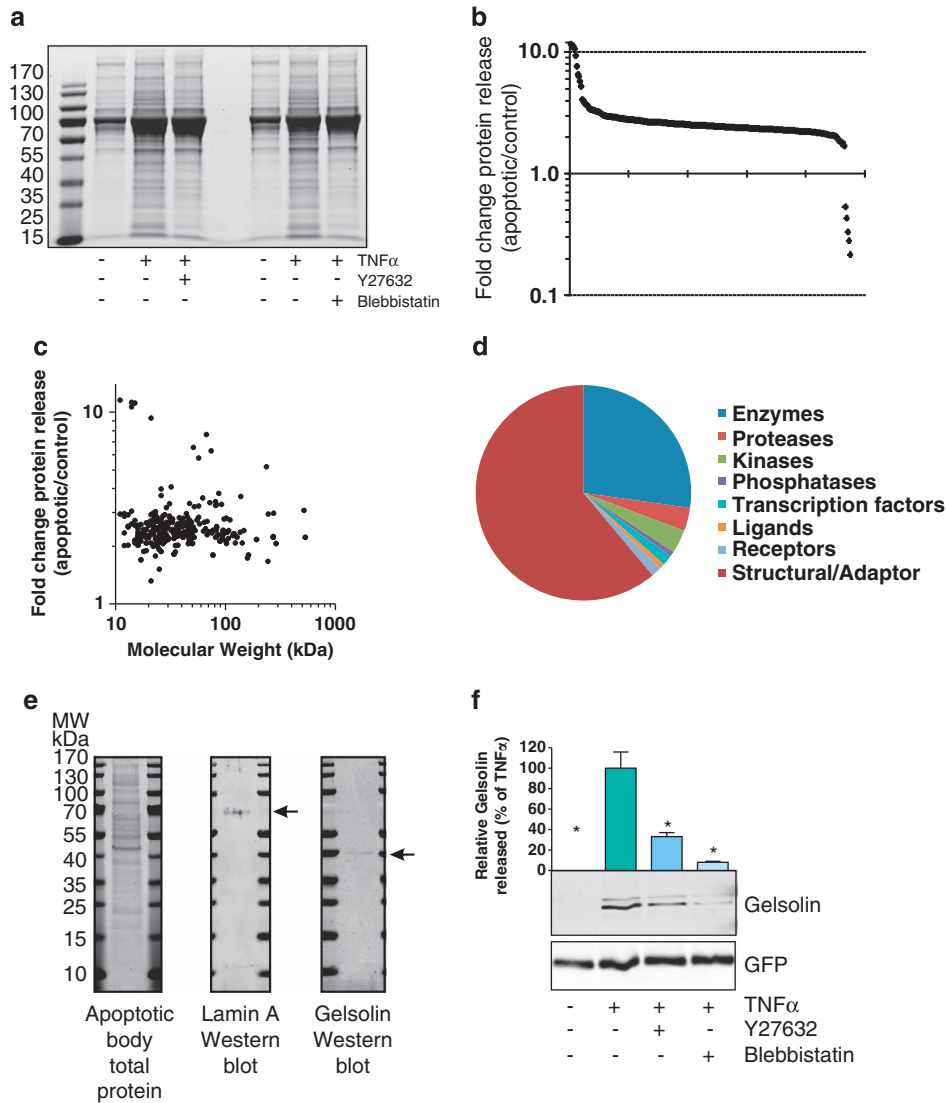 a
170
130
100
70
55
40
35
25
15
- + + - + + TNFα
- - + - - - Y27632
- - - - - + Blebbistatin
b
Fold change protein release
(apoptotic/control)
10.0
1.0
0.1
c
Fold change protein release
(apoptotic/control)
10
1
10 100 1000
Molecular Weight (kDa)
d
Enzymes
Proteases
Kinases
Phosphatases
Transcription factors
Ligands
Receptors
Structural/Adaptor
e
MW
kDa
170
130
100
70
55
40
35
25
15
10
Apoptotic
body
total
protein
Lamin A
Western
blot
Gelsolin
Western
blot
f
Relative Gelsolin
released (% of TNFα)
120
100
80
60
40
20
0
* * *
Gelsolin
GFP
- + + + TNFα
- - + - Y27632
- - - + Blebbistatin